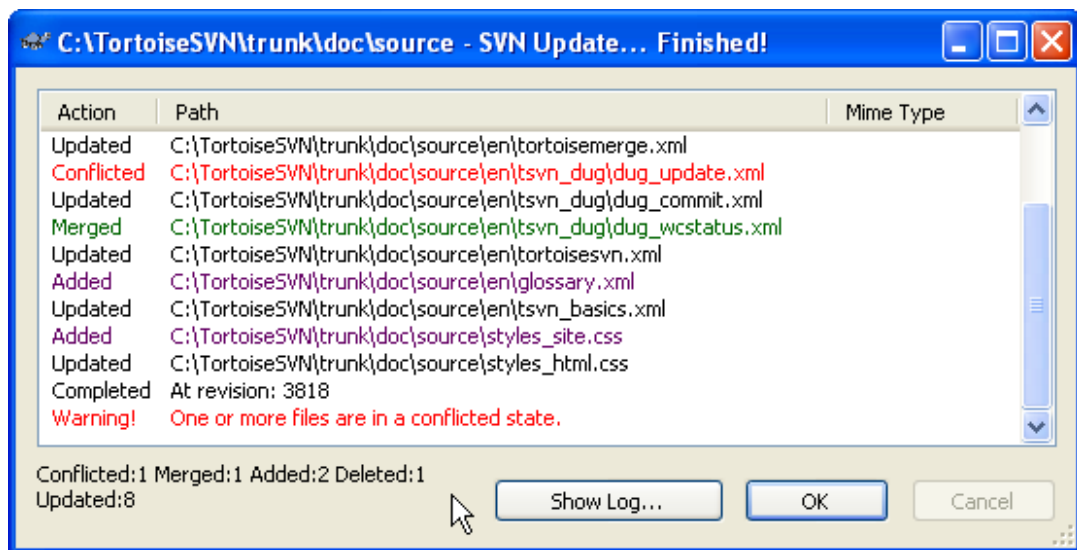 C:\TortoiseSVN\trunk\doc\source - SVN Update... Finished!
Action Path Mime Type
Updated C:\TortoiseSVN\trunk\doc\source\en\tortoisemerge.xml
Conflicted C:\TortoiseSVN\trunk\doc\source\en\tsvn_dug\dug_update.xml
Updated C:\TortoiseSVN\trunk\doc\source\en\tsvn_dug\dug_commit.xml
Merged C:\TortoiseSVN\trunk\doc\source\en\tsvn_dug\dug_wcstatus.xml
Updated C:\TortoiseSVN\trunk\doc\source\en\tortoisesvn.xml
Added C:\TortoiseSVN\trunk\doc\source\en\glossary.xml
Updated C:\TortoiseSVN\trunk\doc\source\en\tsvn_basics.xml
Added C:\TortoiseSVN\trunk\doc\source\styles_site.css
Updated C:\TortoiseSVN\trunk\doc\source\styles_html.css
Completed At revision: 3818
Warning! One or more files are in a conflicted state.
Conflicted:1 Merged:1 Added:2 Deleted:1
Updated:8
Show Log... OK Cancel